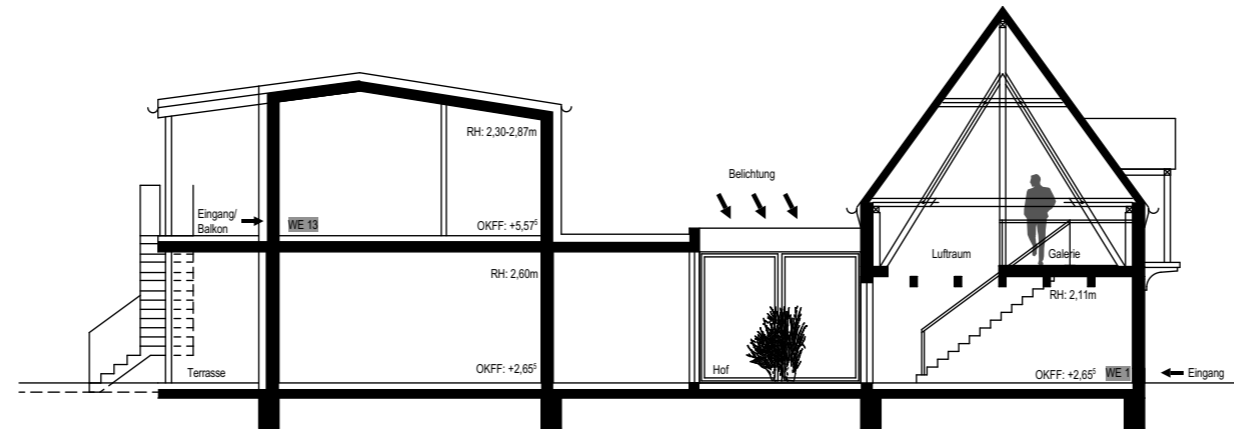 RH: 2,30-2,87m
Belichtung
Eingang/
Balkon
WE 13
OKFF: +5,57⁵
Luftraum
Galerie
RH: 2,60m
RH: 2,11m
Terrasse
OKFF: +2,65⁵
Hof
OKFF: +2,65⁵
WE 1
Eingang